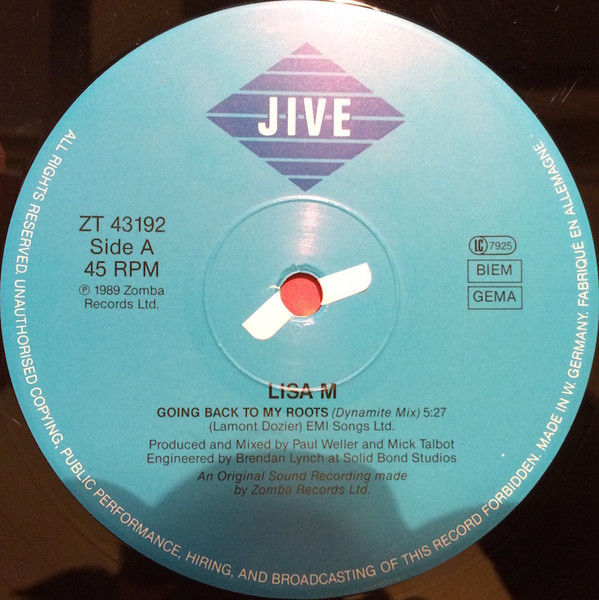 JIVE
ZT 43192
Side A
45 RPM
℗ 1989 Zomba
Records Ltd.
LC 7925
BIEM
GEMA
LISA M
GOING BACK TO MY ROOTS (Dynamite Mix) 5:27
(Lamont Dozier) EMI Songs Ltd.
Produced and Mixed by Paul Weller and Mick Talbot
Engineered by Brendan Lynch at Solid Bond Studios
An Original Sound Recording made
by Zomba Records Ltd.
ALL RIGHTS RESERVED. UNAUTHORISED COPYING, PUBLIC PERFORMANCE, HIRING, AND BROADCASTING OF THIS RECORD FORBIDDEN. MADE IN W. GERMANY. FABRIQUÉ EN ALLEMAGNE.